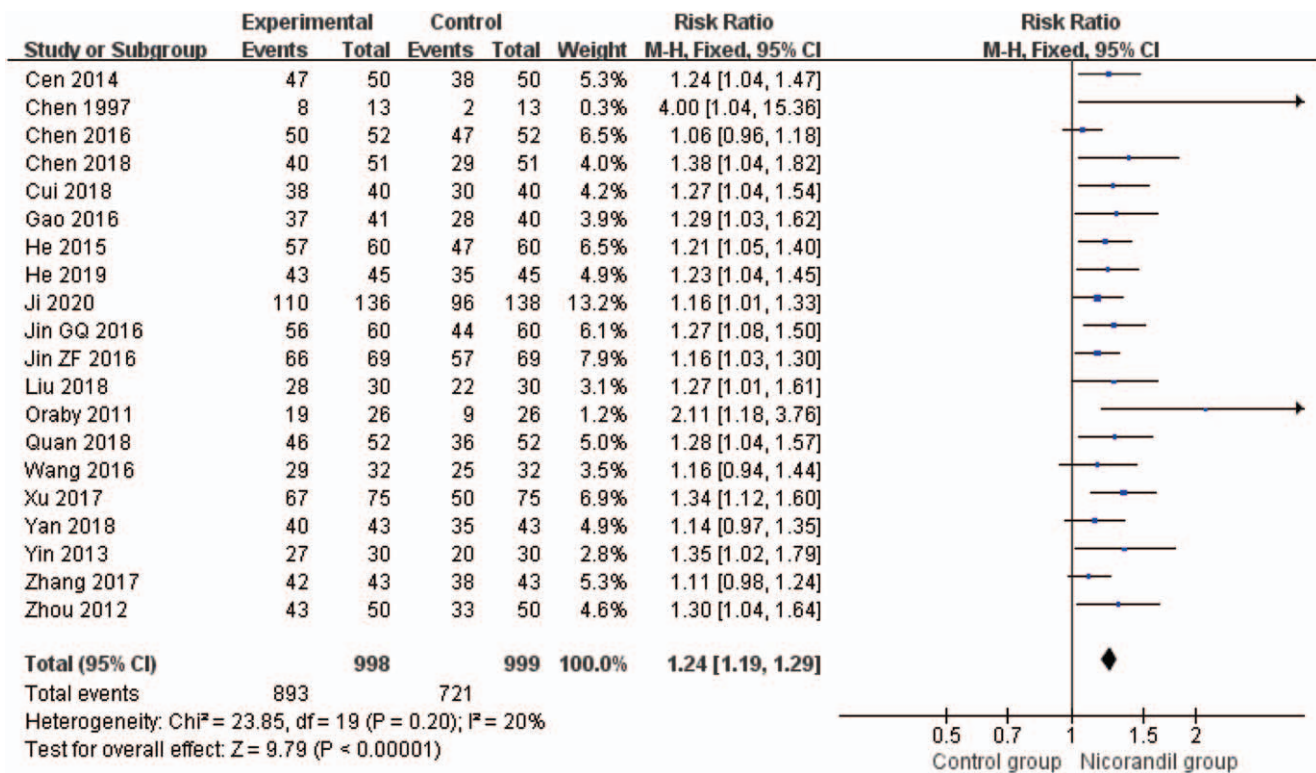 Experimental Control Risk Ratio Risk Ratio
Study or Subgroup Events Total Events Total Weight M-H, Fixed, 95% CI M-H, Fixed, 95% CI
Cen 2014 47 50 38 50 5.3% 1.24 [1.04, 1.47]
Chen 1997 8 13 2 13 0.3% 4.00 [1.04, 15.36]
Chen 2016 50 52 47 52 6.5% 1.06 [0.96, 1.18]
Chen 2018 40 51 29 51 4.0% 1.38 [1.04, 1.82]
Cui 2018 38 40 30 40 4.2% 1.27 [1.04, 1.54]
Gao 2016 37 41 28 40 3.9% 1.29 [1.03, 1.62]
He 2015 57 60 47 60 6.5% 1.21 [1.05, 1.40]
He 2019 43 45 35 45 4.9% 1.23 [1.04, 1.45]
Ji 2020 110 136 96 138 13.2% 1.16 [1.01, 1.33]
Jin GQ 2016 56 60 44 60 6.1% 1.27 [1.08, 1.50]
Jin ZF 2016 66 69 57 69 7.9% 1.16 [1.03, 1.30]
Liu 2018 28 30 22 30 3.1% 1.27 [1.01, 1.61]
Oraby 2011 19 26 9 26 1.2% 2.11 [1.18, 3.76]
Quan 2018 46 52 36 52 5.0% 1.28 [1.04, 1.57]
Wang 2016 29 32 25 32 3.5% 1.16 [0.94, 1.44]
Xu 2017 67 75 50 75 6.9% 1.34 [1.12, 1.60]
Yan 2018 40 43 35 43 4.9% 1.14 [0.97, 1.35]
Yin 2013 27 30 20 30 2.8% 1.35 [1.02, 1.79]
Zhang 2017 42 43 38 43 5.3% 1.11 [0.98, 1.24]
Zhou 2012 43 50 33 50 4.6% 1.30 [1.04, 1.64]
Total (95% CI) 998 999 100.0% 1.24 [1.19, 1.29]
Total events 893 721
Heterogeneity: Chi² = 23.85, df = 19 (P = 0.20); I² = 20%
Test for overall effect: Z = 9.79 (P < 0.00001)
0.5 0.7 1 1.5 2
Control group Nicorandil group